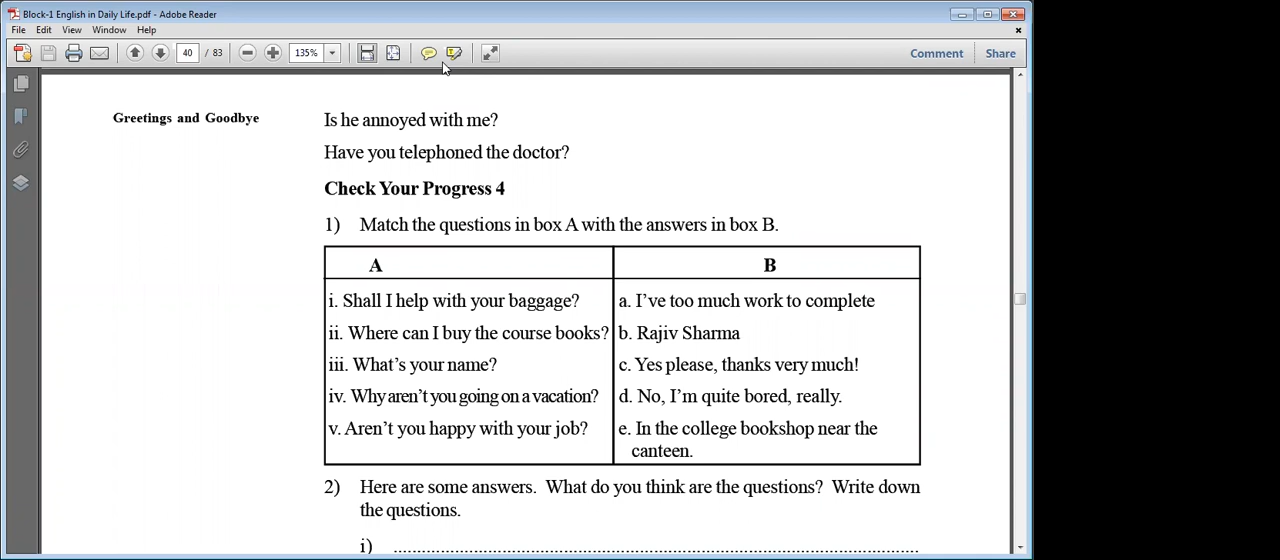 Block-1 English in Daily Life.pdf - Adobe Reader
File Edit View Window Help
40 / 83 135% Comment Share
Greetings and Goodbye
Is he annoyed with me?
Have you telephoned the doctor?
Check Your Progress 4
1) Match the questions in box A with the answers in box B.
A B
i. Shall I help with your baggage? a. I've too much work to complete
ii. Where can I buy the course books? b. Rajiv Sharma
iii. What's your name? c. Yes please, thanks very much!
iv. Why aren't you going on a vacation? d. No, I'm quite bored, really.
v. Aren't you happy with your job? e. In the college bookshop near the
canteen.
2) Here are some answers. What do you think are the questions? Write down
the questions.
i) ....................................................................................................